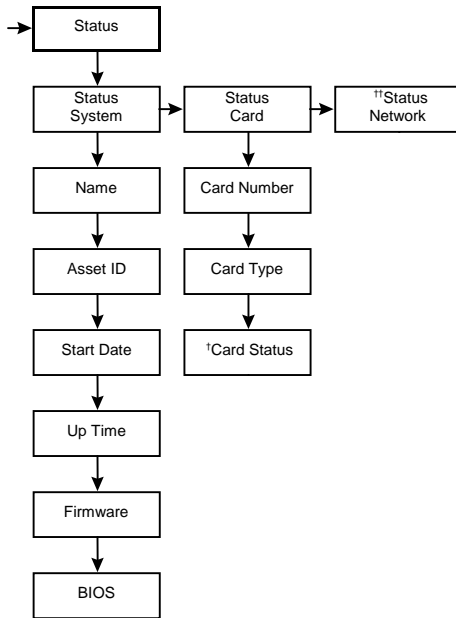 Status
Status
System
Status
Card
††Status
Network
Name
Card Number
Asset ID
Card Type
Start Date
†Card Status
Up Time
Firmware
BIOS